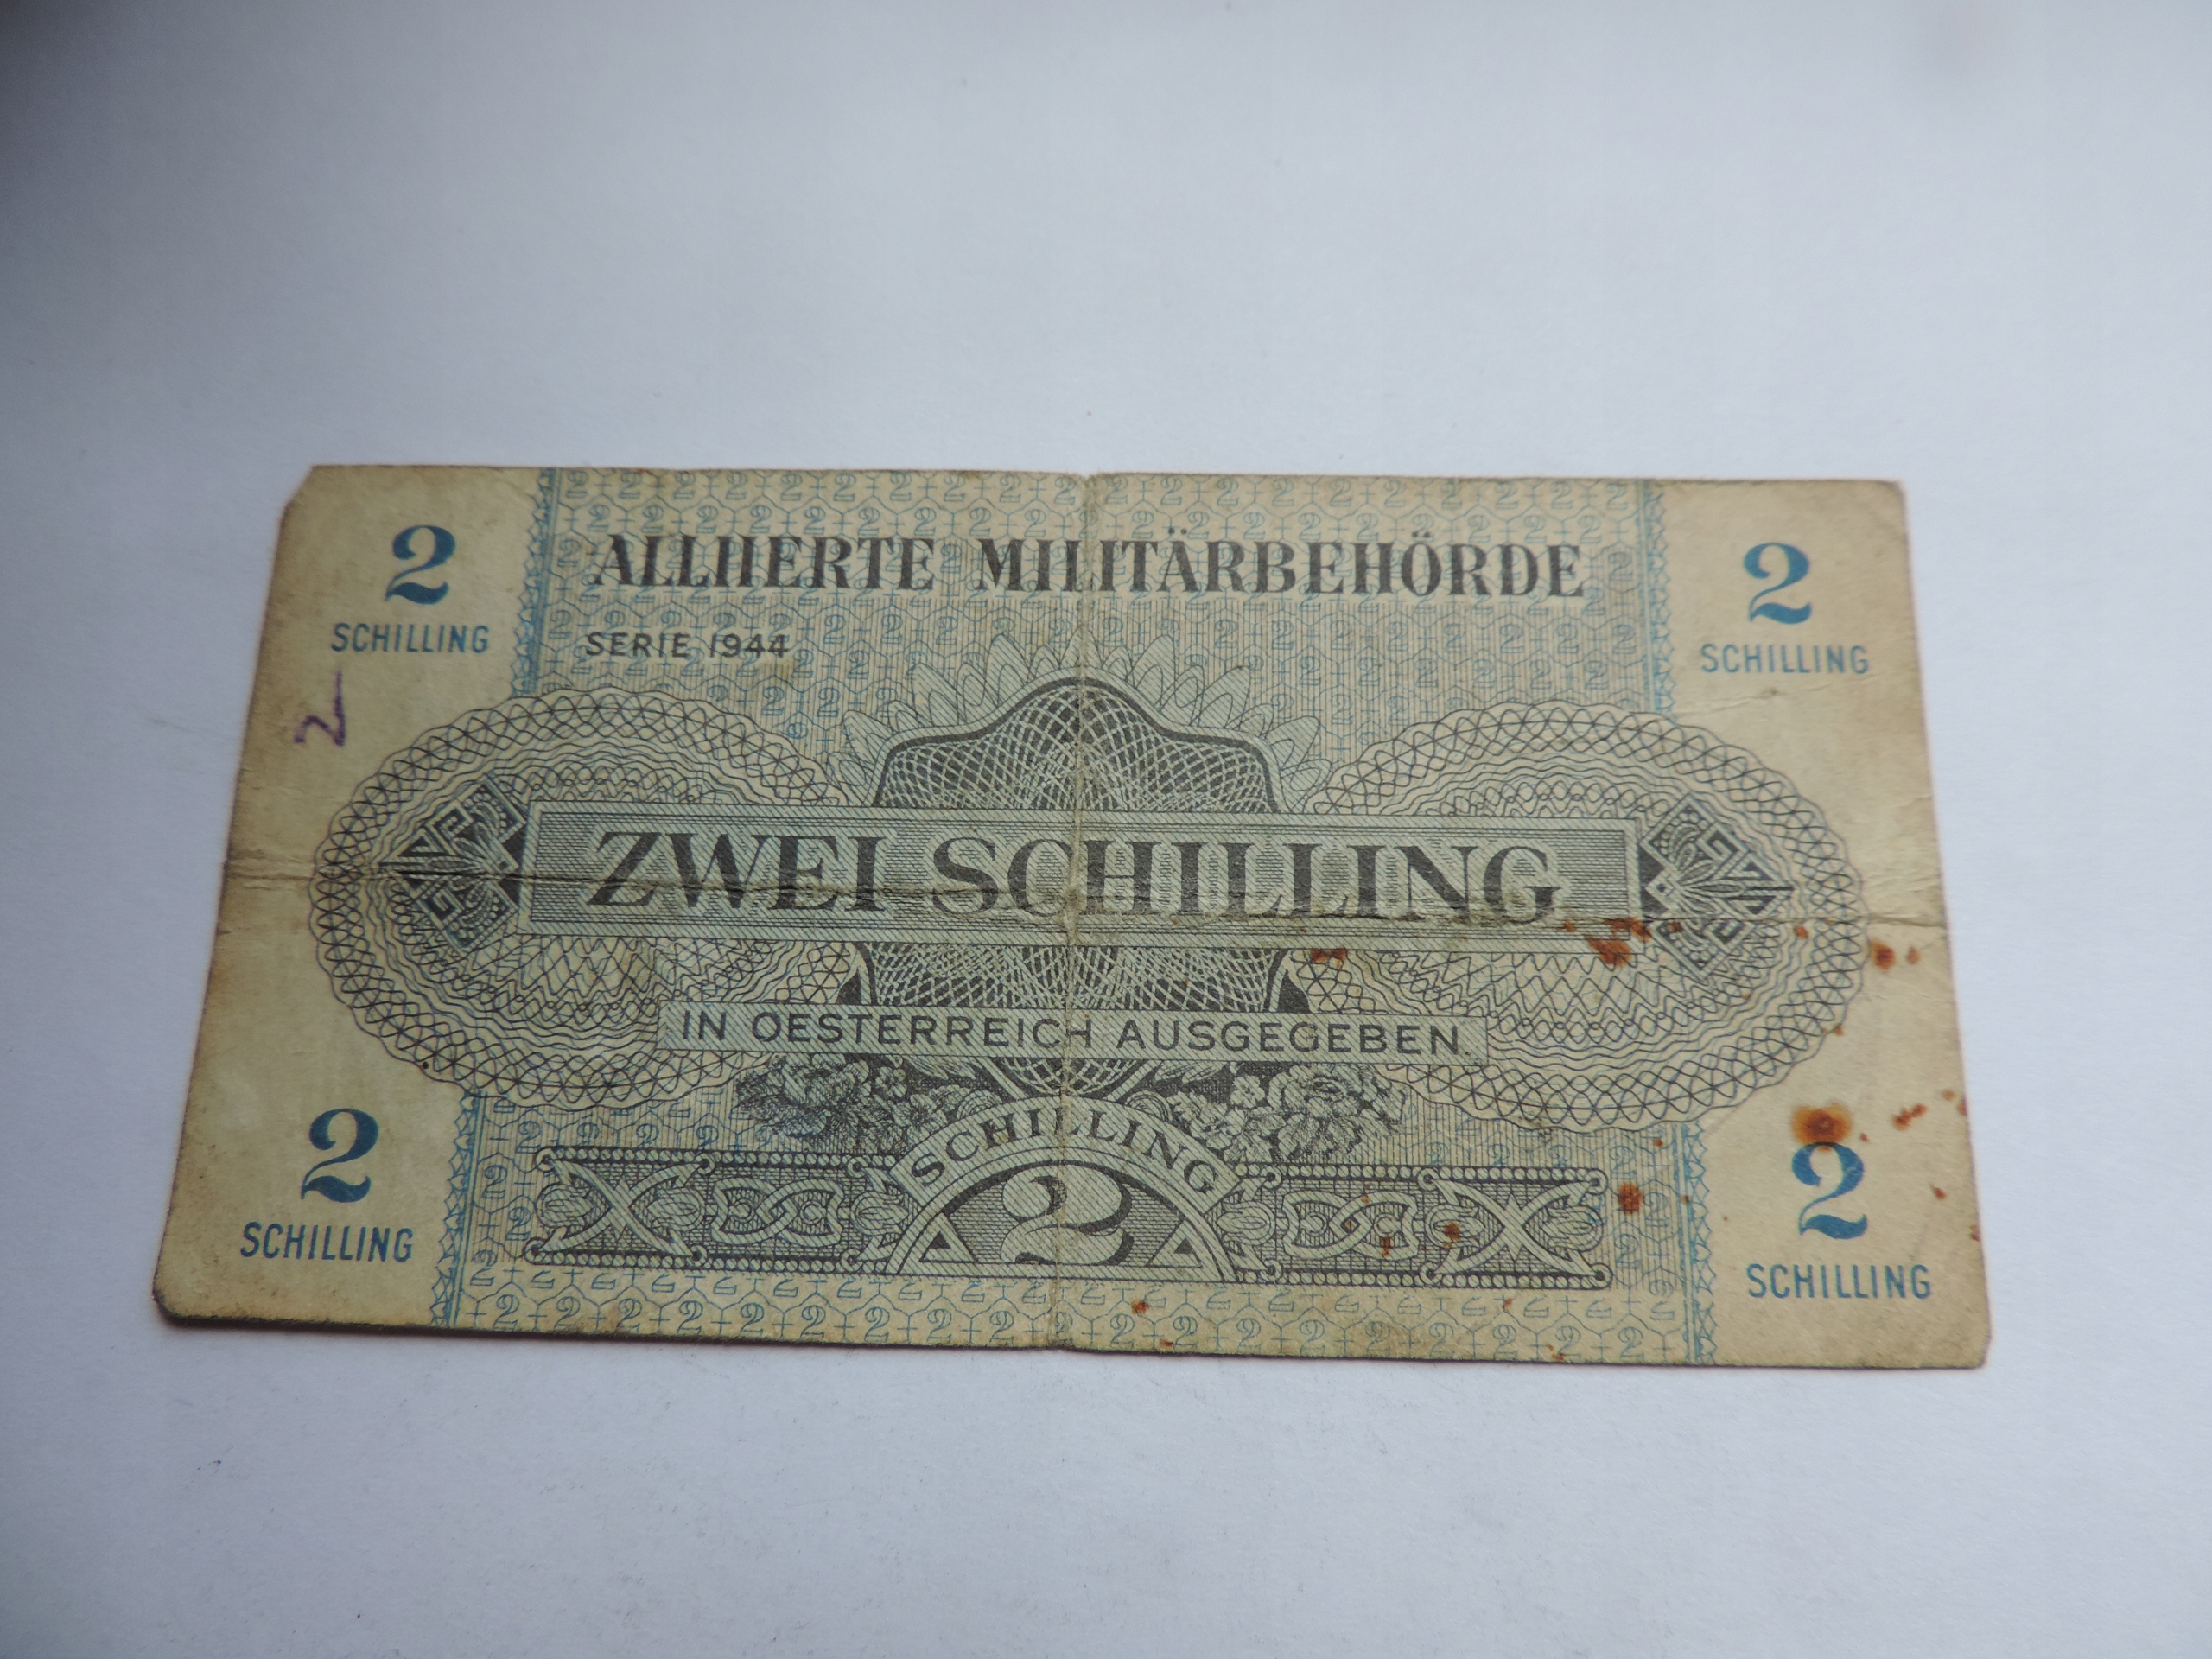 2
SCHILLING
ALLIIERTE MILITÄRBEHÖRDE
2
SCHILLING
SERIE 1944
2
ZWEI SCHILLING
IN OESTERREICH AUSGEGEBEN.
SCHILLING
2
2
SCHILLING
2
SCHILLING